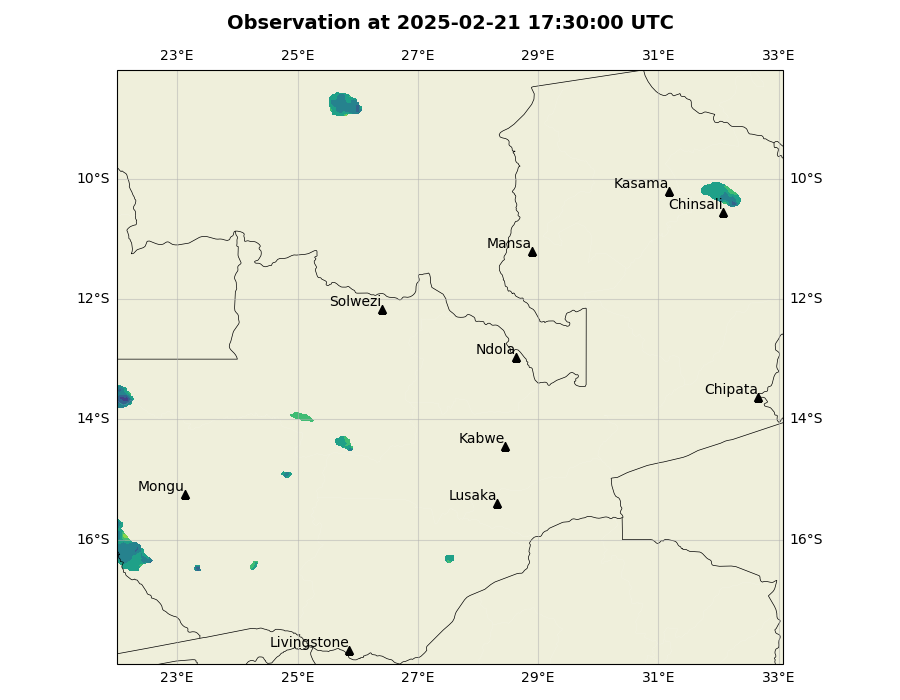 Observation at 2025-02-21 17:30:00 UTC
23°E 25°E 27°E 29°E 31°E 33°E
10°S Kasama 10°S
Chinsali
Mansa
12°S 12°S
Solwezi
Ndola
Chipata
14°S 14°S
Kabwe
Mongu
Lusaka
16°S 16°S
Livingstone
23°E 25°E 27°E 29°E 31°E 33°E